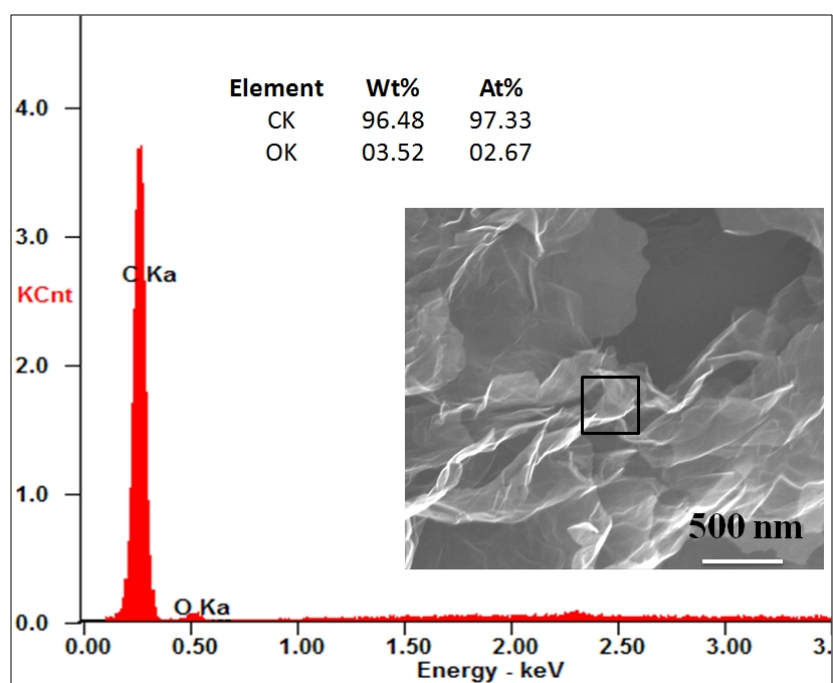 Element Wt% At%
CK 96.48 97.33
OK 03.52 02.67
4.0
3.0
C Ka
KCnt
2.0
1.0
500 nm
O Ka
0.0
0.00 0.50 1.00 1.50 2.00 2.50 3.00 3.
Energy - keV